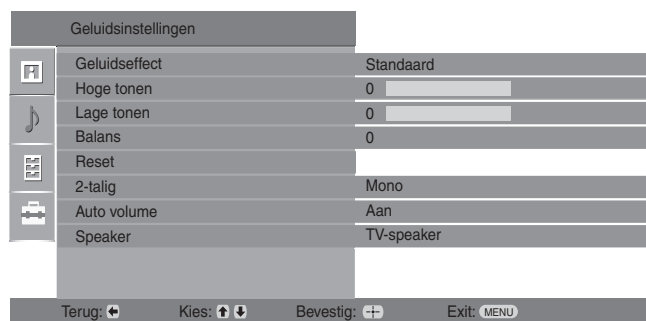 Geluidsinstellingen
Geluidseffect Standaard
Hoge tonen 0
Lage tonen 0
Balans 0
Reset
2-talig Mono
Auto volume Aan
Speaker TV-speaker
Terug: Kies: Bevestig: Exit: MENU